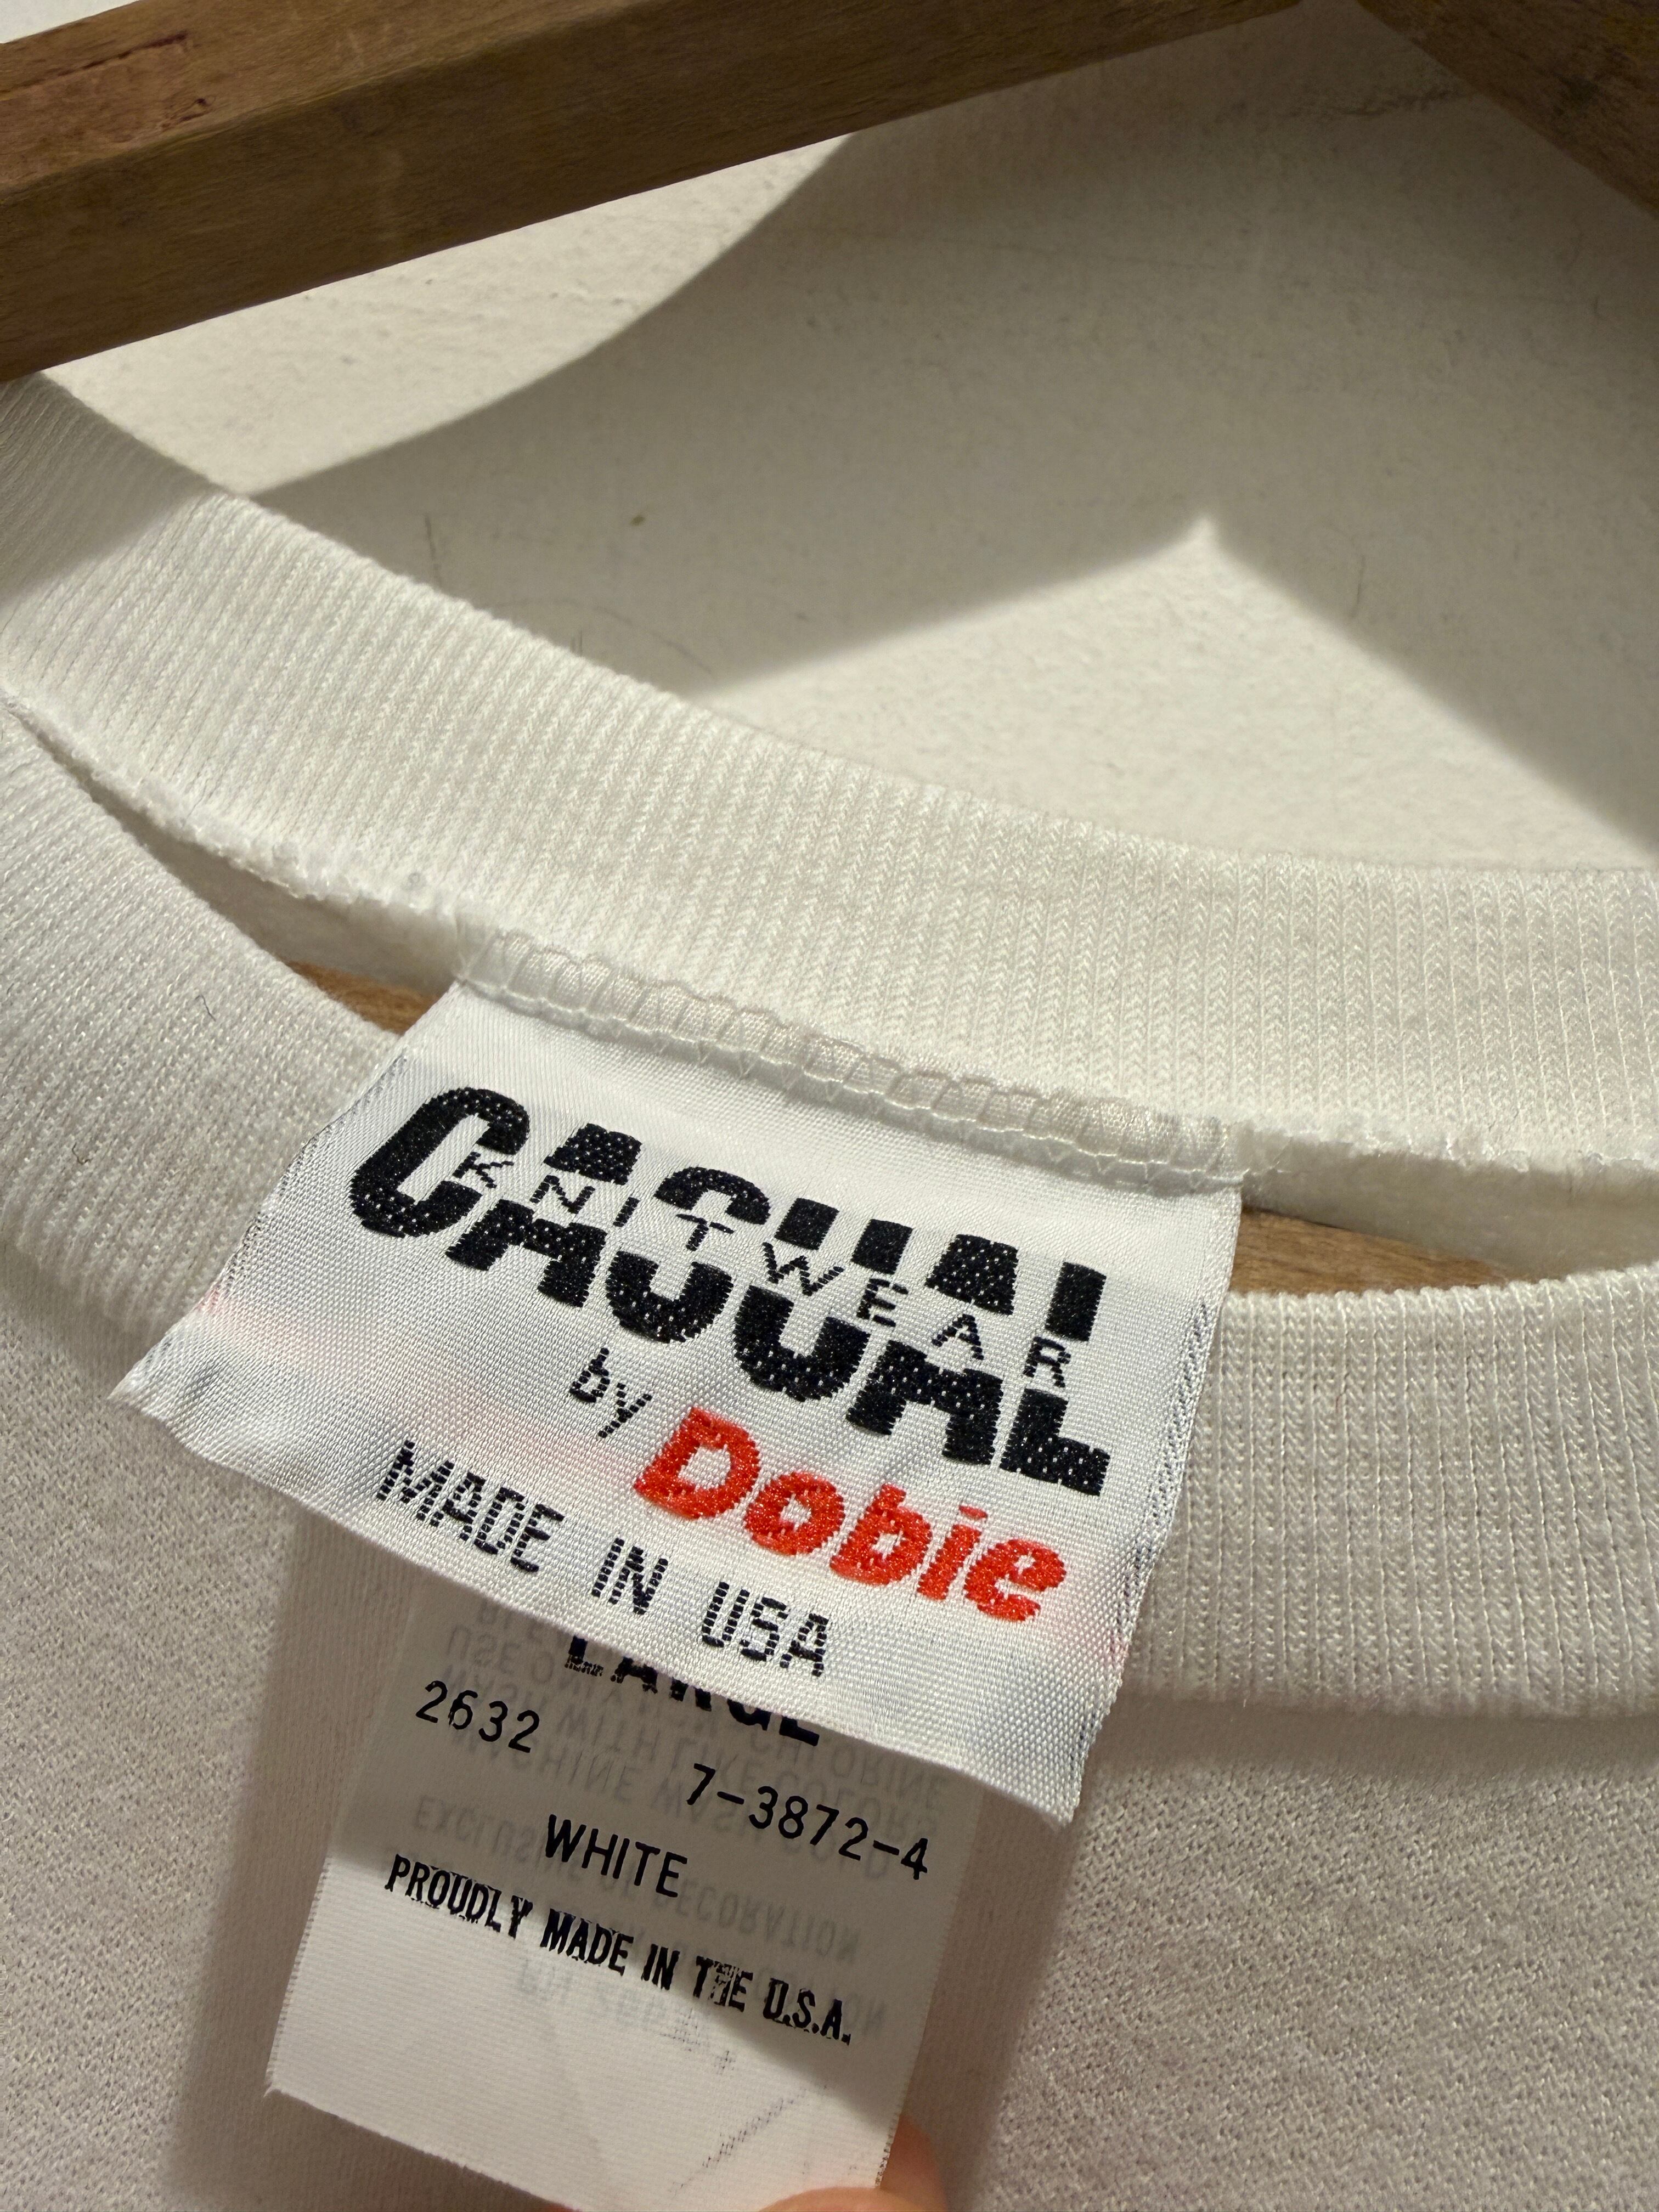 CASUAL
KNITWEAR
by Dobie
MADE IN USA
LARGE
2632 7-3872-4
WHITE
PROUDLY MADE IN THE U.S.A.